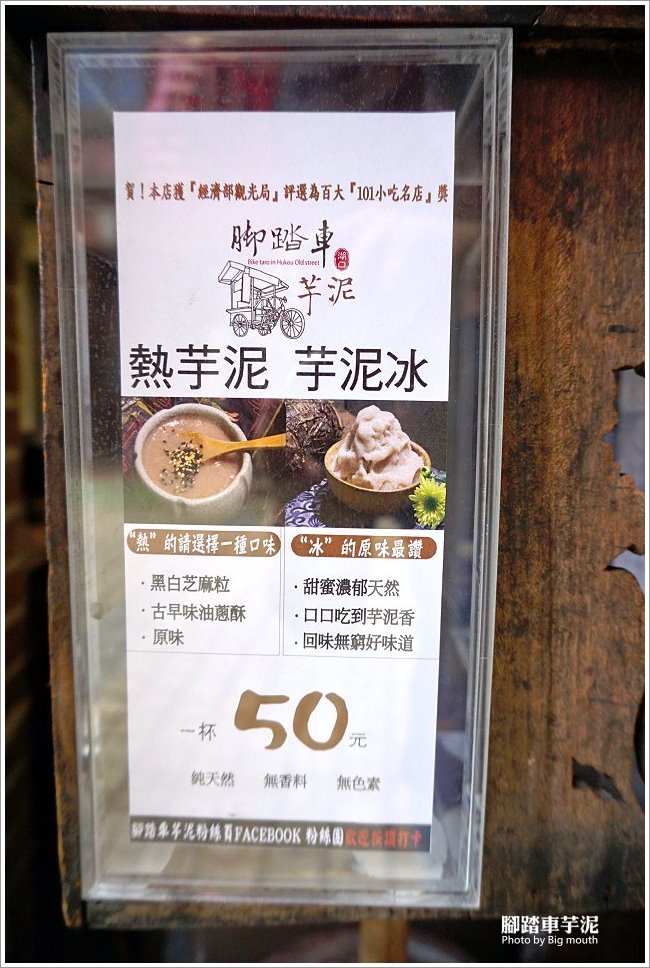 賀！本店獲『經濟部觀光局』評選為百大『101小吃名店』獎
腳踏車
Bike taro in Hukou Old street
湖口
芋泥
熱芋泥 芋泥冰
“熱” 的請選擇一種口味
·黑白芝麻粒
·古早味油蔥酥
·原味
“冰” 的原味最讚
·甜蜜濃郁天然
·口口吃到芋泥香
·回味無窮好味道
一杯 50元
純天然 無香料 無色素
腳踏車芋泥粉絲頁FACEBOOK 粉絲團歡迎按讚打卡
腳踏車芋泥
Photo by Big mouth